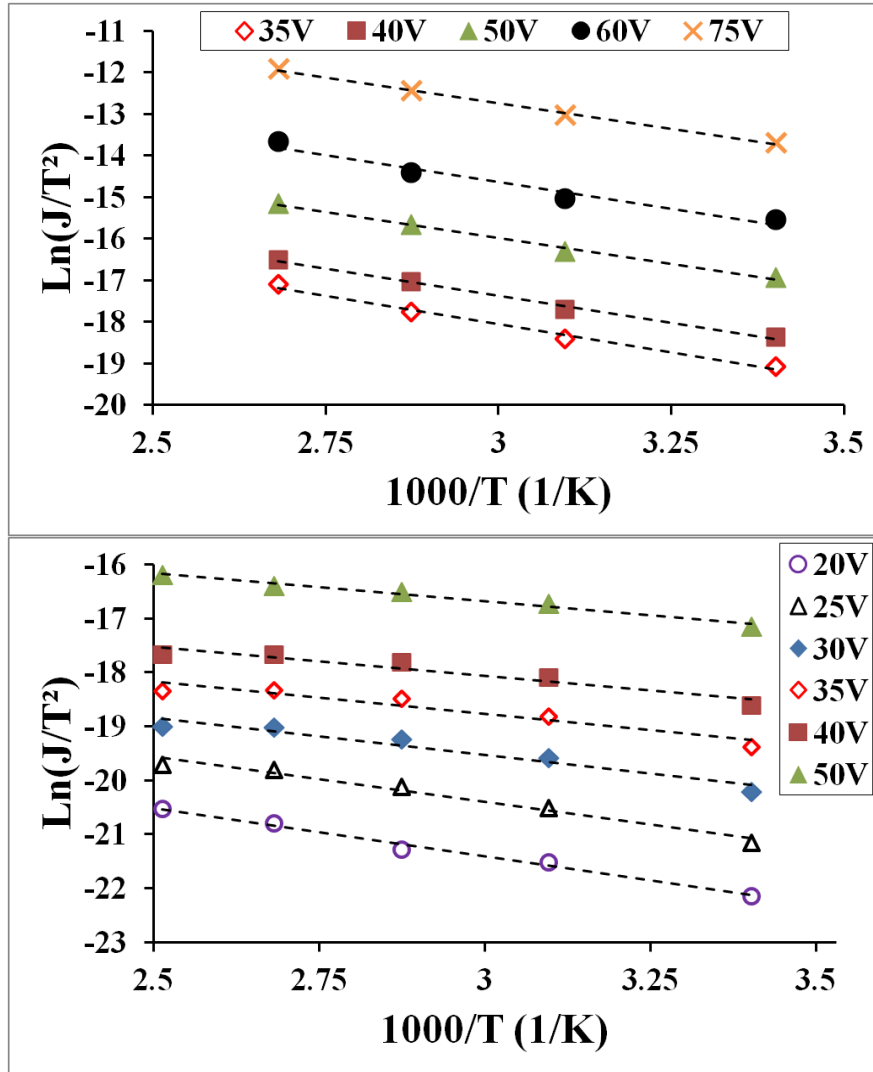 35V 40V 50V 60V 75V
-11
-12
-13
-14
-15
-16
-17
-18
-19
-20
Ln(J/T²)
2.5 2.75 3 3.25 3.5
1000/T (1/K)
-16
-17
-18
-19
-20
-21
-22
-23
Ln(J/T²)
20V
25V
30V
35V
40V
50V
2.5 2.75 3 3.25 3.5
1000/T (1/K)